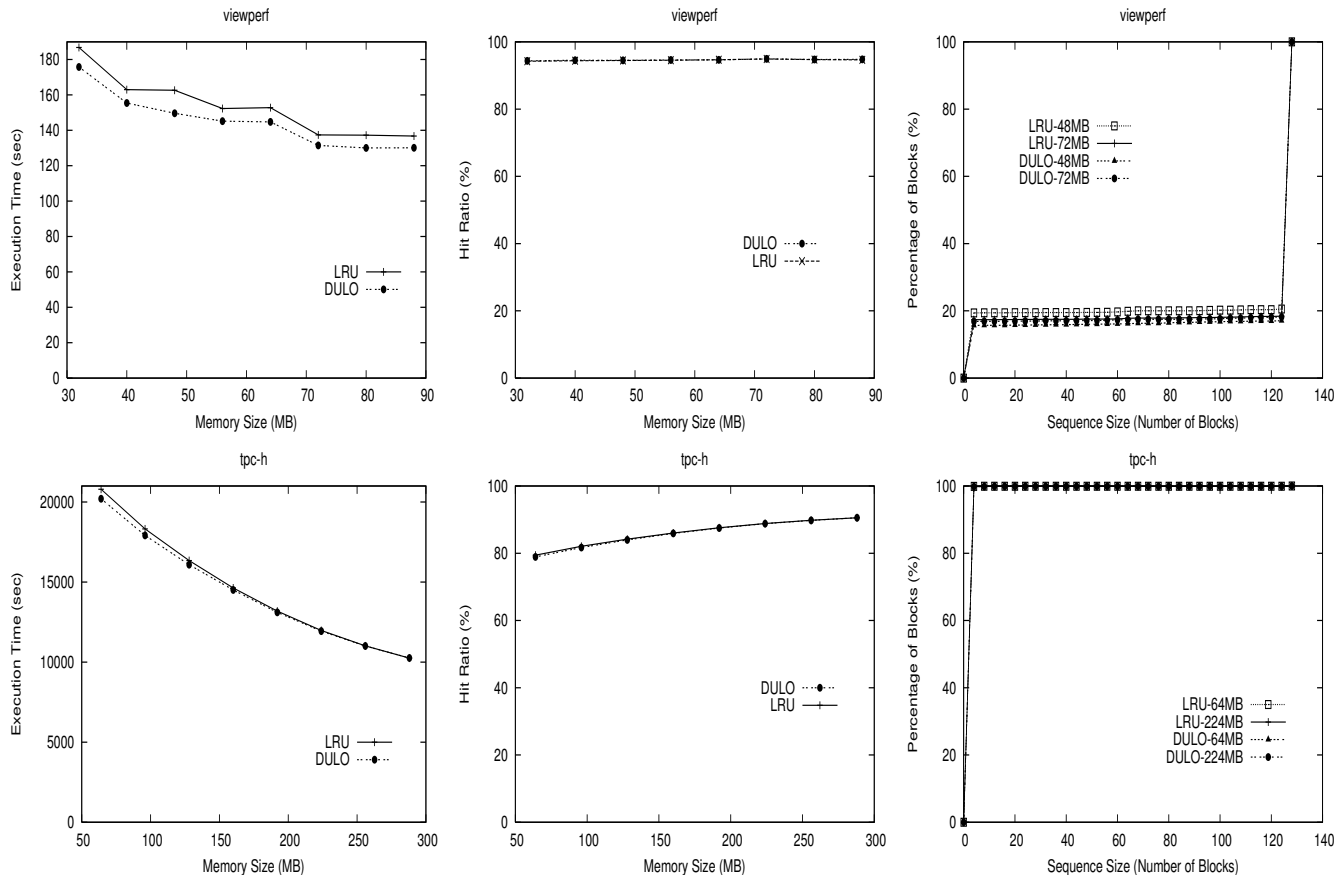 viewperf
Execution Time (sec)
0
20
40
60
80
100
120
140
160
180
30 40 50 60 70 80 90
Memory Size (MB)
LRU
DULO
viewperf
Hit Ratio (%)
0
20
40
60
80
100
30 40 50 60 70 80 90
Memory Size (MB)
DULO
LRU
viewperf
Percentage of Blocks (%)
0
20
40
60
80
100
0 20 40 60 80 100 120 140
Sequence Size (Number of Blocks)
LRU-48MB
LRU-72MB
DULO-48MB
DULO-72MB
tpc-h
Execution Time (sec)
0
5000
10000
15000
20000
50 100 150 200 250 300
Memory Size (MB)
LRU
DULO
tpc-h
Hit Ratio (%)
0
20
40
60
80
100
50 100 150 200 250 300
Memory Size (MB)
DULO
LRU
tpc-h
Percentage of Blocks (%)
0
20
40
60
80
100
0 20 40 60 80 100 120 140
Sequence Size (Number of Blocks)
LRU-64MB
LRU-224MB
DULO-64MB
DULO-224MB